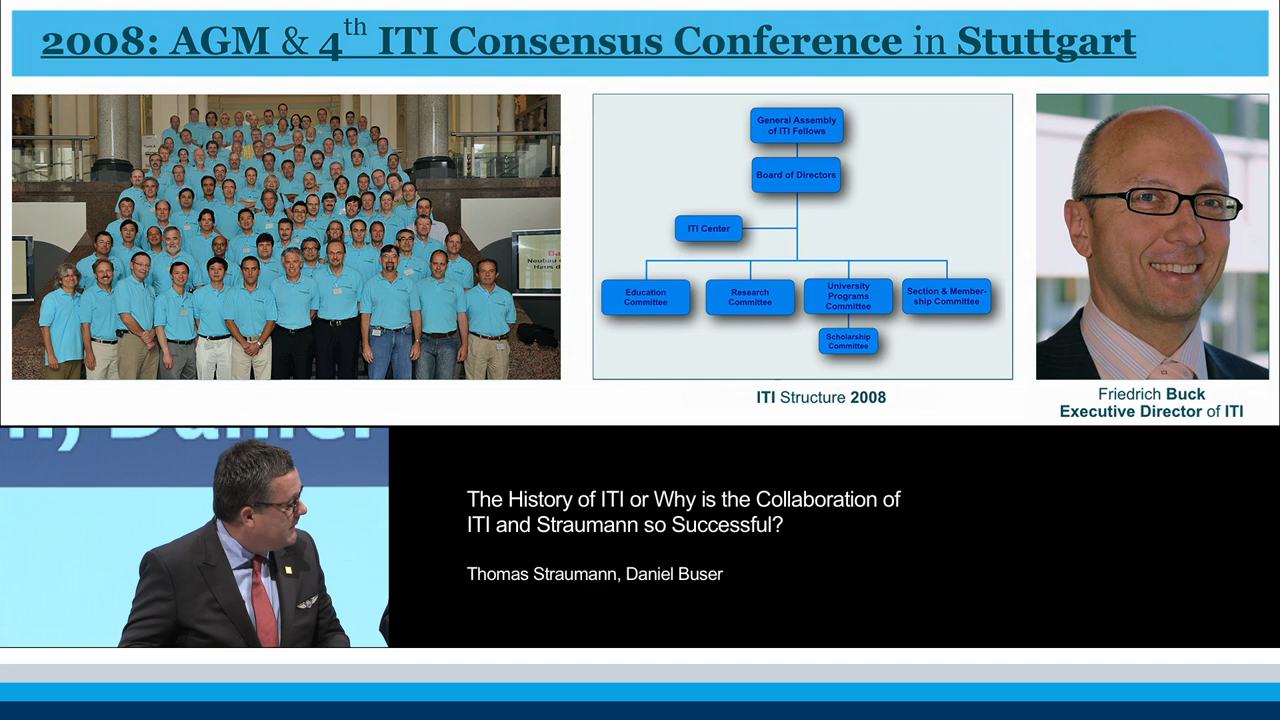 2008: AGM & 4th ITI Consensus Conference in Stuttgart
General Assembly
of ITI Fellows
Board of Directors
ITI Center
Education
Committee
Research
Committee
University
Programs
Committee
Section & Member-
ship Committee
Scholarship
Committee
ITI Structure 2008
Friedrich Buck
Executive Director of ITI
The History of ITI or Why is the Collaboration of
ITI and Straumann so Successful?
Thomas Straumann, Daniel Buser